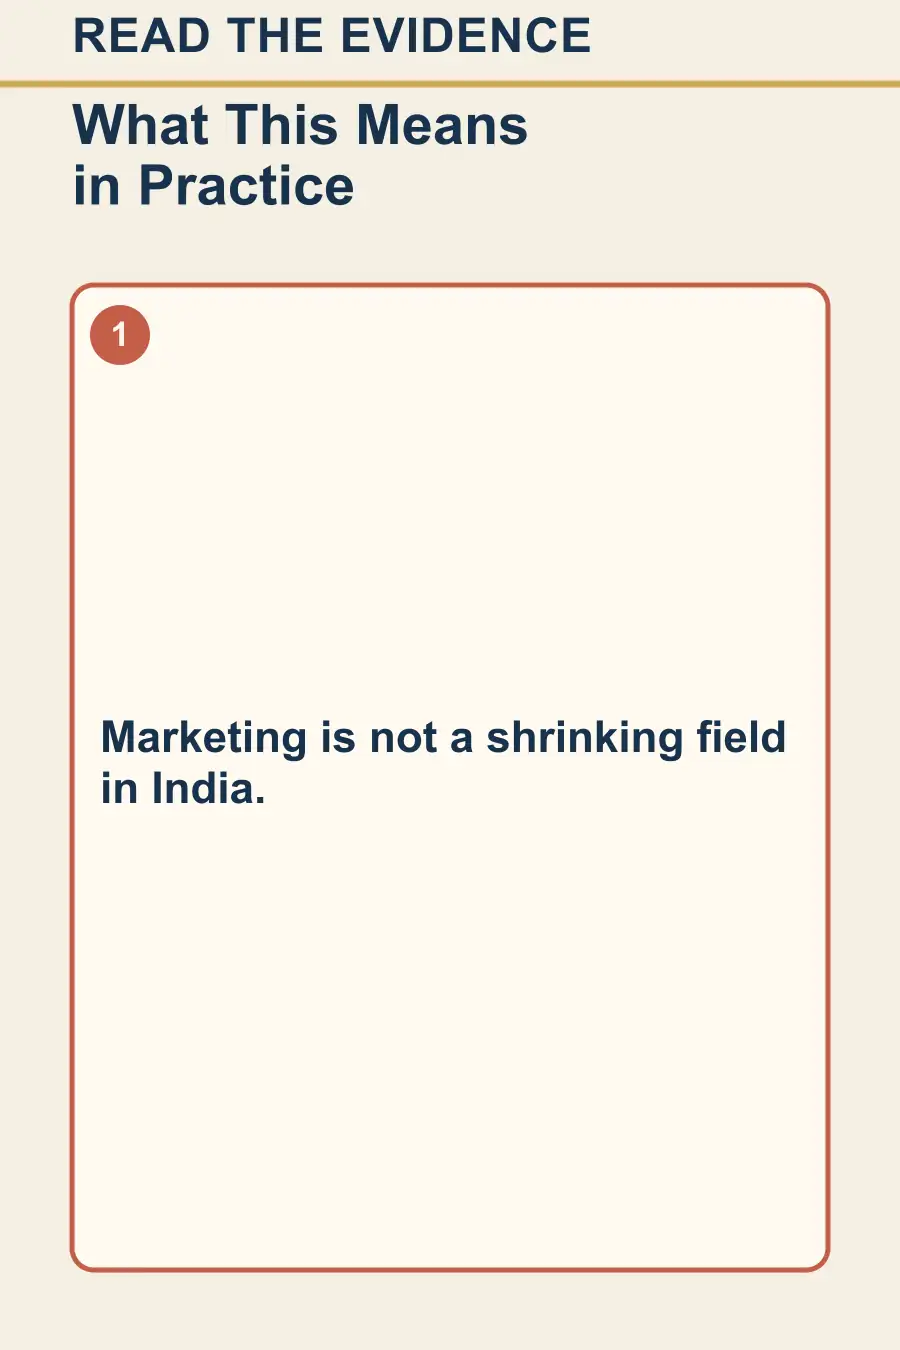 READ THE EVIDENCE
What This Means
in Practice
1
Marketing is not a shrinking field
in India.